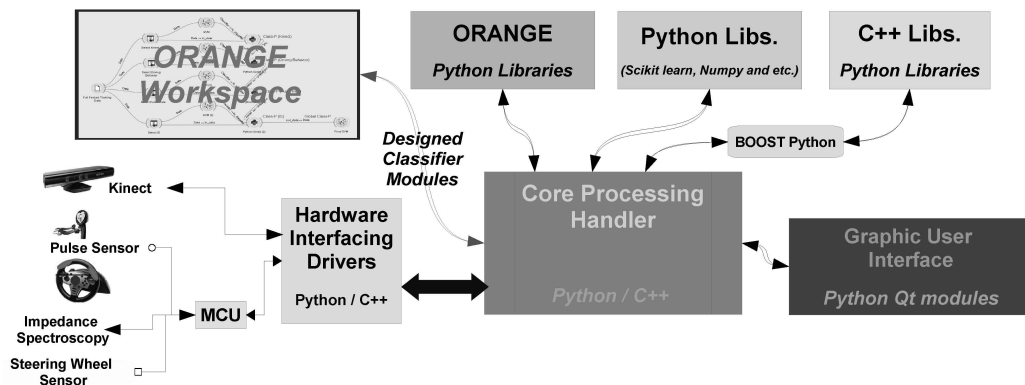 ORANGE
Workspace
ORANGE
Python Libraries
Python Libs.
(Scikit learn, Numpy and etc.)
C++ Libs.
Python Libraries
BOOST Python
Designed
Classifier
Modules
Core Processing
Handler
Python / C++
Kinect
Pulse Sensor
Impedance
Spectroscopy
Steering Wheel
Sensor
MCU
Hardware
Interfacing
Drivers
Python / C++
Graphic User
Interface
Python Qt modules